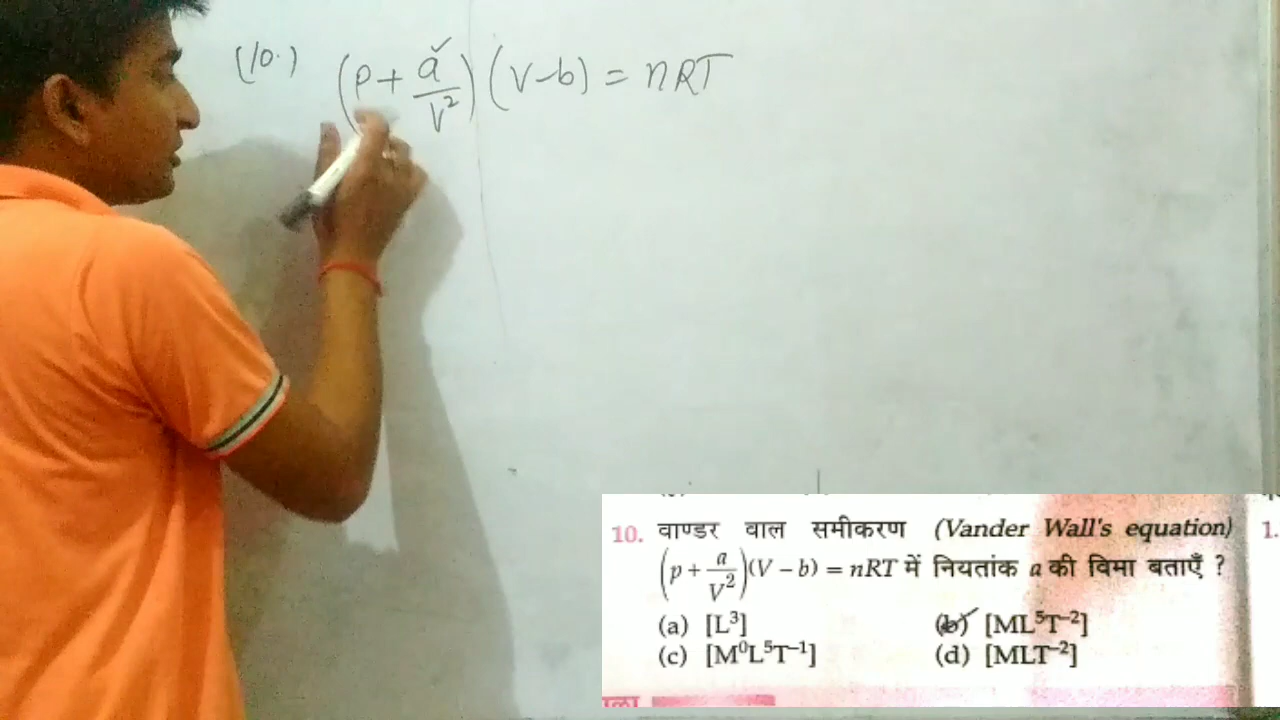 (10.) (P + a/V²) (V-b) = nRT
10. वाण्डर वाल समीकरण (Vander Wall's equation) 1.
(p + a/V²)(V – b) = nRT में नियतांक a की विमा बताएँ ?
(a) [L³] (b) [ML⁵T⁻²]
(c) [M⁰L⁵T⁻¹] (d) [MLT⁻²]